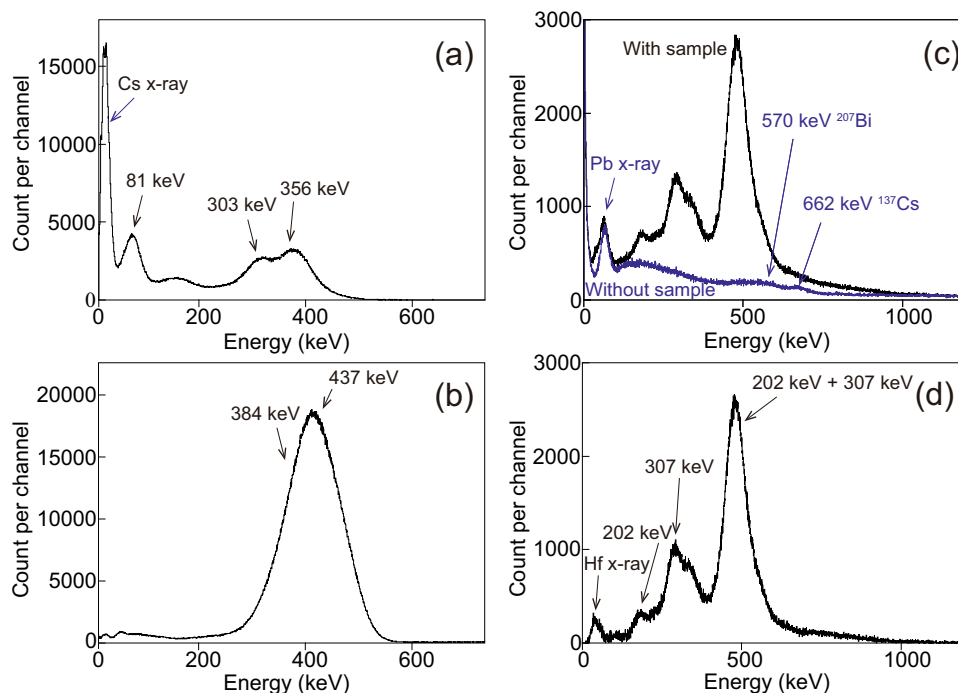 (a)
Count per channel
15000
10000
5000
0
Cs x-ray
81 keV
303 keV
356 keV
0
200
400
600
Energy (keV)
(b)
Count per channel
20000
15000
10000
5000
0
384 keV
437 keV
0
200
400
600
Energy (keV)
(c)
Count per channel
3000
2000
1000
0
With sample
570 keV ²⁰⁷Bi
Pb x-ray
662 keV ¹³⁷Cs
Without sample
0
500
1000
Energy (keV)
(d)
Count per channel
3000
2000
1000
0
202 keV + 307 keV
307 keV
202 keV
Hf x-ray
0
500
1000
Energy (keV)